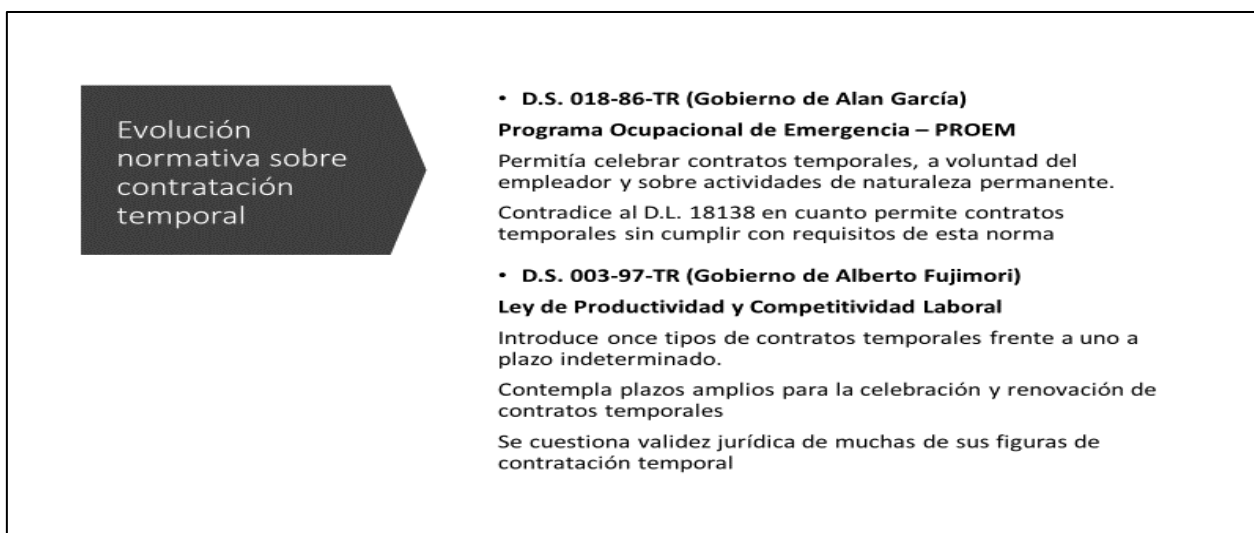 Evolución
normativa sobre
contratación
temporal
• D.S. 018-86-TR (Gobierno de Alan García)
Programa Ocupacional de Emergencia – PROEM
Permitía celebrar contratos temporales, a voluntad del
empleador y sobre actividades de naturaleza permanente.
Contradice al D.L. 18138 en cuanto permite contratos
temporales sin cumplir con requisitos de esta norma
• D.S. 003-97-TR (Gobierno de Alberto Fujimori)
Ley de Productividad y Competitividad Laboral
Introduce once tipos de contratos temporales frente a uno a
plazo indeterminado.
Contempla plazos amplios para la celebración y renovación de
contratos temporales
Se cuestiona validez jurídica de muchas de sus figuras de
contratación temporal